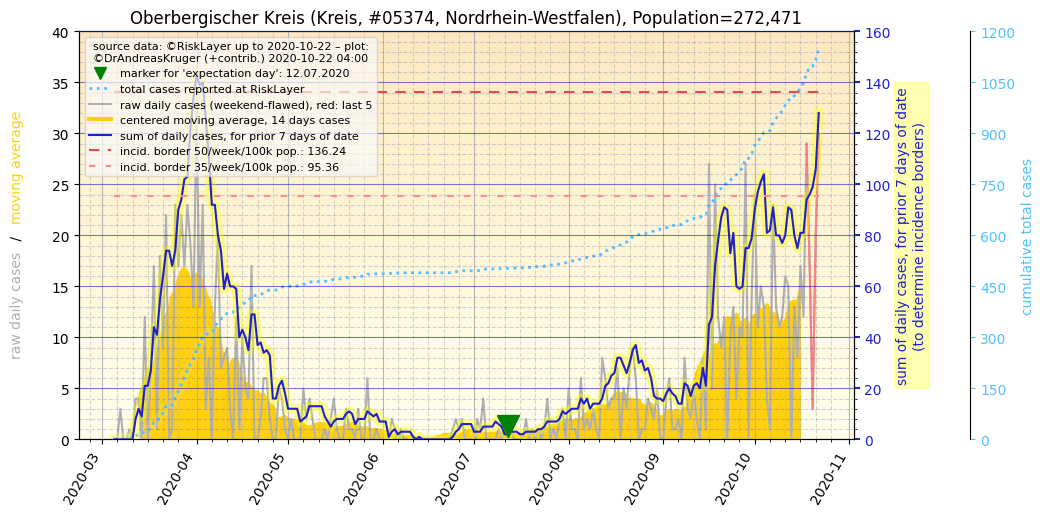 Oberbergischer Kreis (Kreis, #05374, Nordrhein-Westfalen), Population=272,471
source data: ©RiskLayer up to 2020-10-22 – plot:
©DrAndreasKruger (+contrib.) 2020-10-22 04:00
marker for 'expectation day': 12.07.2020
total cases reported at RiskLayer
raw daily cases (weekend-flawed), red: last 5
centered moving average, 14 days cases
sum of daily cases, for prior 7 days of date
incid. border 50/week/100k pop.: 136.24
incid. border 35/week/100k pop.: 95.36
raw daily cases / moving average
40
35
30
25
20
15
10
5
0
2020-03
2020-04
2020-05
2020-06
2020-07
2020-08
2020-09
2020-10
2020-11
160
140
120
100
80
60
40
20
0
sum of daily cases, for prior 7 days of date
(to determine incidence borders)
1200
1050
900
750
600
450
300
150
0
cumulative total cases